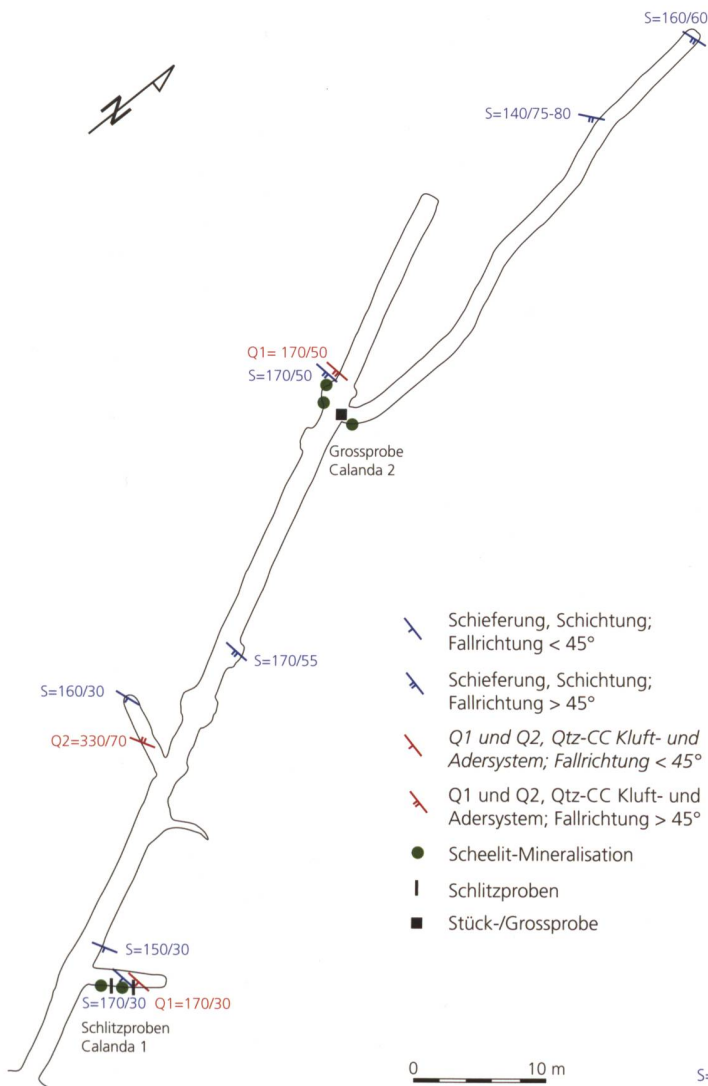 S=160/60
N
S=140/75-80
Q1= 170/50
S=170/50
Grossprobe
Calanda 2
Schieferung, Schichtung;
Fallrichtung < 45°
S=170/55
Schieferung, Schichtung;
Fallrichtung > 45°
S=160/30
Q2=330/70
Q1 und Q2, Qtz-CC Kluft- und
Adersystem; Fallrichtung < 45°
Q1 und Q2, Qtz-CC Kluft- und
Adersystem; Fallrichtung > 45°
Scheelit-Mineralisation
Schlitzproben
Stück-/Grossprobe
S=150/30
S=170/30 Q1=170/30
Schlitzproben
Calanda 1
0 10 m
S=